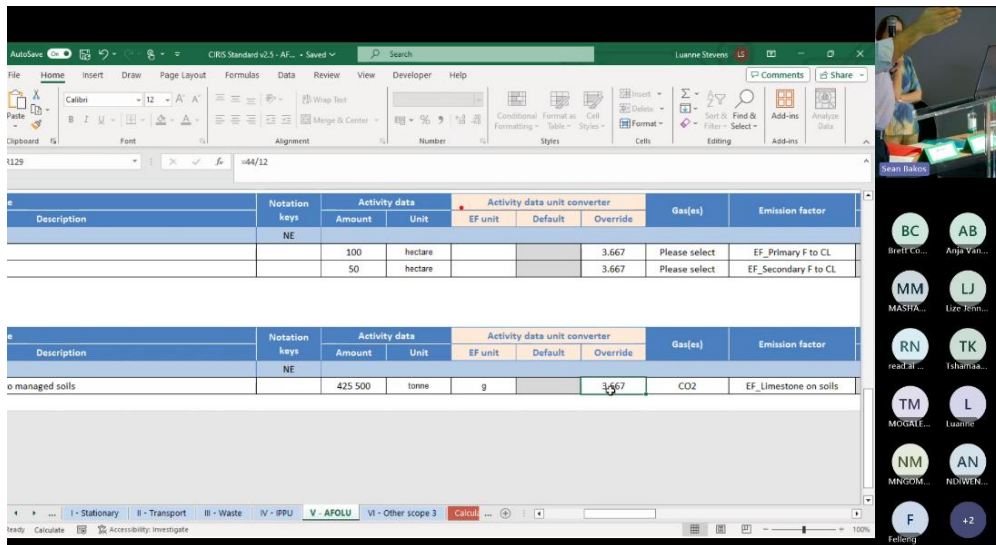 AutoSave On CIRIS Standard v2.5 - AF... • Saved Search Luanne Stevens LS
File Home Insert Draw Page Layout Formulas Data Review View Developer Help Comments Share
Paste Calibri 12 A^ A˅ Wrap Text Insert Σ
B I U A Merge & Center % 9 Conditional Formatting Format as Table Cell Styles Delete Format Sort & Filter Find & Select Add-ins Analyze Data
Clipboard Font Alignment Number Styles Cells Editing Add-ins
R129 fx =44/12
Sean Bakos
e Notation keys Activity data Activity data unit converter Gas(es) Emission factor
Description Amount Unit EF unit Default Override
NE
100 hectare 3.667 Please select EF_Primary F to CL
50 hectare 3.667 Please select EF_Secondary F to CL
e Notation keys Activity data Activity data unit converter Gas(es) Emission factor
Description Amount Unit EF unit Default Override
NE
o managed soils 425 500 tonne g 3.667 CO2 EF_Limestone on soils
... I - Stationary II - Transport III - Waste IV - IPPU V - AFOLU VI - Other scope 3 Calcula ...
Ready Calculate Accessibility: Investigate 100%
BC AB
Brett Co... Anja Van...
MM LJ
MASHA... Lize Jenn...
RN TK
read.ai ... Tshamaa...
TM L
MOGALE... Luanne
NM AN
MNGOM... NDIWEN...
F +2
Felleng